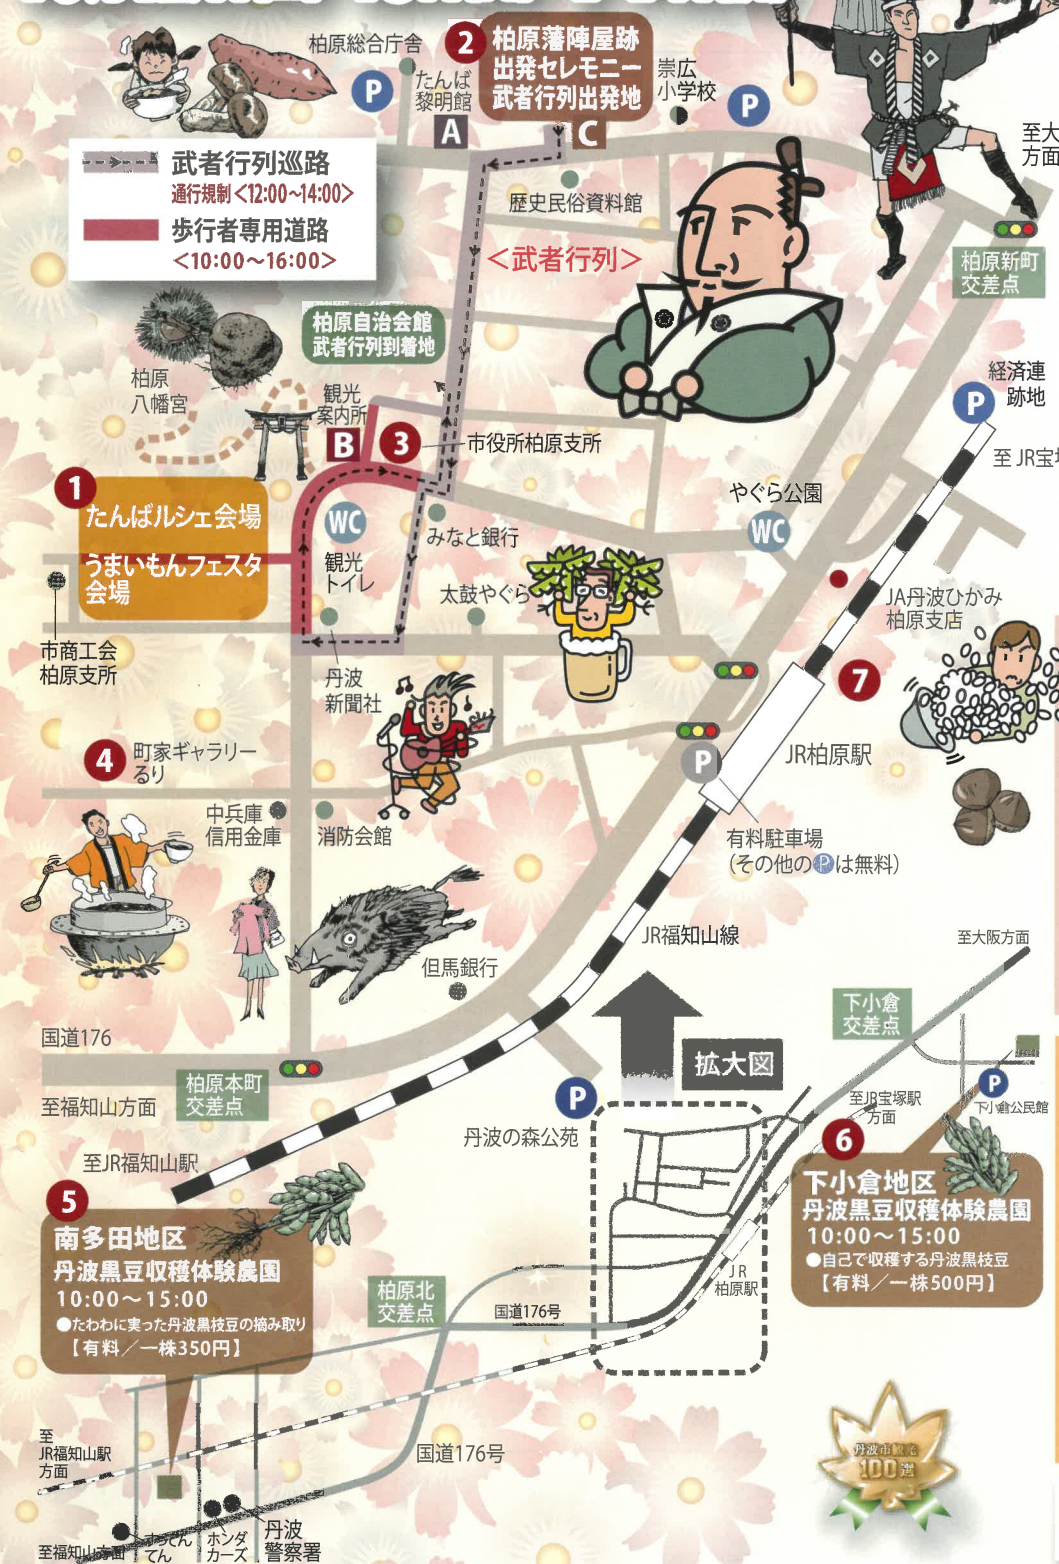 柏原総合庁舎
P
たんば
黎明館
A
2
柏原藩陣屋跡
出発セレモニー
武者行列出発地
C
崇広
小学校
P
至大
方面
武者行列巡路
通行規制<12:00~14:00>
歩行者専用道路
<10:00~16:00>
歴史民俗資料館
<武者行列>
柏原新町
交差点
柏原自治会館
武者行列到着地
柏原
八幡宮
観光
案内所
B
3
市役所柏原支所
経済連
跡地
P
至 JR宝塚
1
たんばルシェ会場
うまいもんフェスタ
会場
WC
観光
トイレ
みなと銀行
やぐら公園
WC
太鼓やぐら
JA丹波ひかみ
柏原支店
市商工会
柏原支所
丹波
新聞社
7
P
JR柏原駅
4
町家ギャラリー
るり
中兵庫
信用金庫
消防会館
有料駐車場
(その他のPは無料)
JR福知山線
但馬銀行
至大阪方面
下小倉
交差点
国道176
柏原本町
交差点
至福知山方面
拡大図
P
丹波の森公苑
P
下小倉公民館
至JR宝塚駅
方面
至JR福知山駅
6
下小倉地区
丹波黒豆収穫体験農園
10:00~15:00
●自己で収穫する丹波黒枝豆
【有料/一株500円】
5
南多田地区
丹波黒豆収穫体験農園
10:00~15:00
●たわわに実った丹波黒枝豆の摘み取り
【有料/一株350円】
柏原北
交差点
国道176号
JR
柏原駅
至
JR福知山駅
方面
国道176号
丹波市観光
100選
ホンダ
カーズ
丹波
警察署
至福知山方面